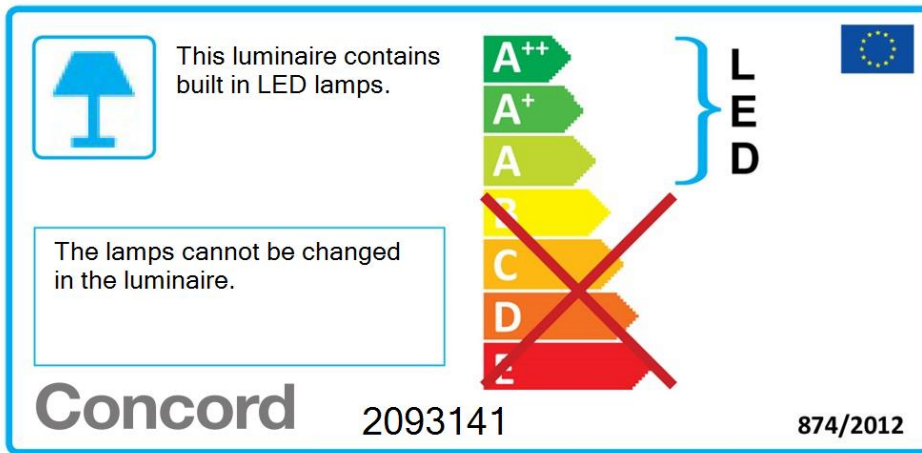 This luminaire contains
built in LED lamps.
A++
A+
A
B
C
D
E
L
E
D
The lamps cannot be changed
in the luminaire.
Concord
2093141
874/2012